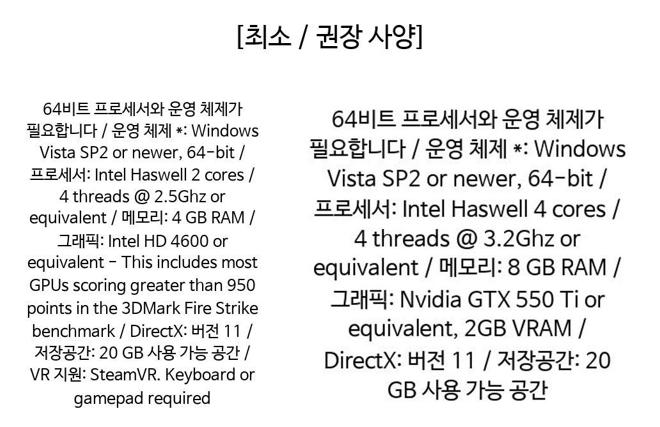 [최소 / 권장 사양]
64비트 프로세서와 운영 체제가
필요합니다 / 운영 체제 *: Windows
Vista SP2 or newer, 64-bit /
프로세서: Intel Haswell 2 cores /
4 threads @ 2.5Ghz or
equivalent / 메모리: 4 GB RAM /
그래픽: Intel HD 4600 or
equivalent - This includes most
GPUs scoring greater than 950
points in the 3DMark Fire Strike
benchmark / DirectX: 버전 11 /
저장공간: 20 GB 사용 가능 공간 /
VR 지원: SteamVR. Keyboard or
gamepad required
64비트 프로세서와 운영 체제가
필요합니다 / 운영 체제 *: Windows
Vista SP2 or newer, 64-bit /
프로세서: Intel Haswell 4 cores /
4 threads @ 3.2Ghz or
equivalent / 메모리: 8 GB RAM /
그래픽: Nvidia GTX 550 Ti or
equivalent, 2GB VRAM /
DirectX: 버전 11 / 저장공간: 20
GB 사용 가능 공간